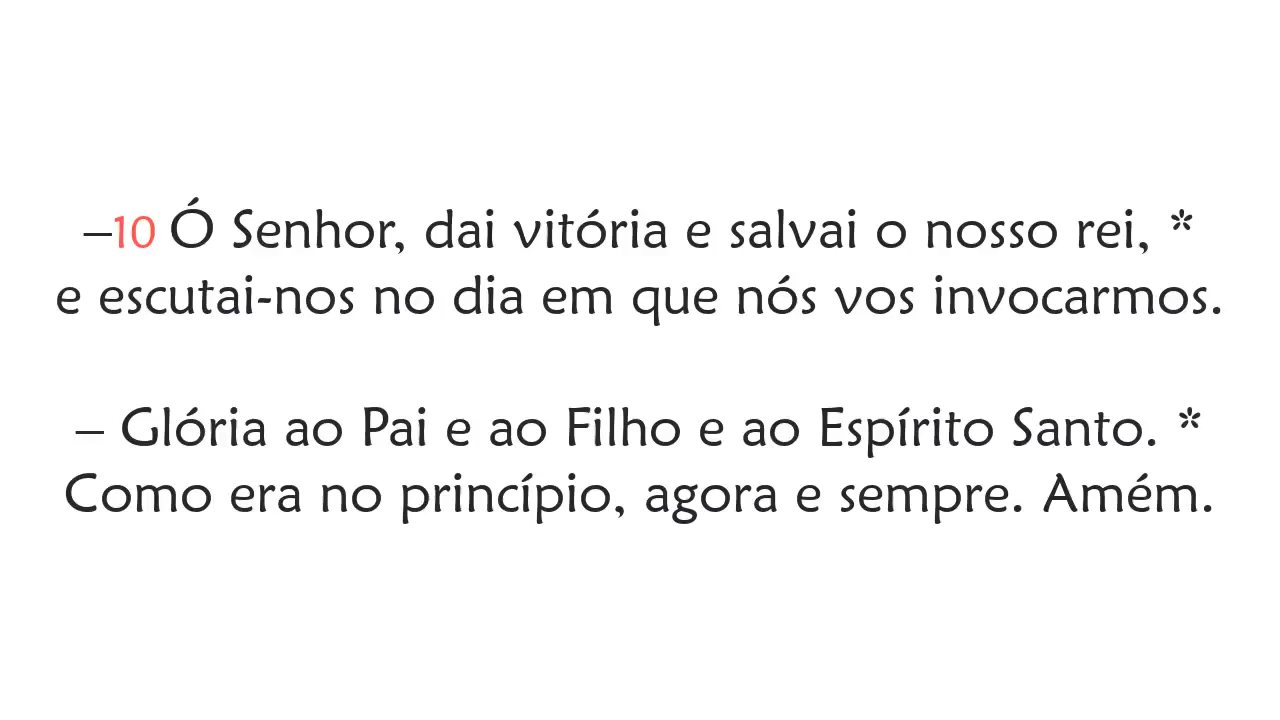 –10 Ó Senhor, dai vitória e salvai o nosso rei, *
e escutai-nos no dia em que nós vos invocarmos.
– Glória ao Pai e ao Filho e ao Espírito Santo. *
Como era no princípio, agora e sempre. Amém.